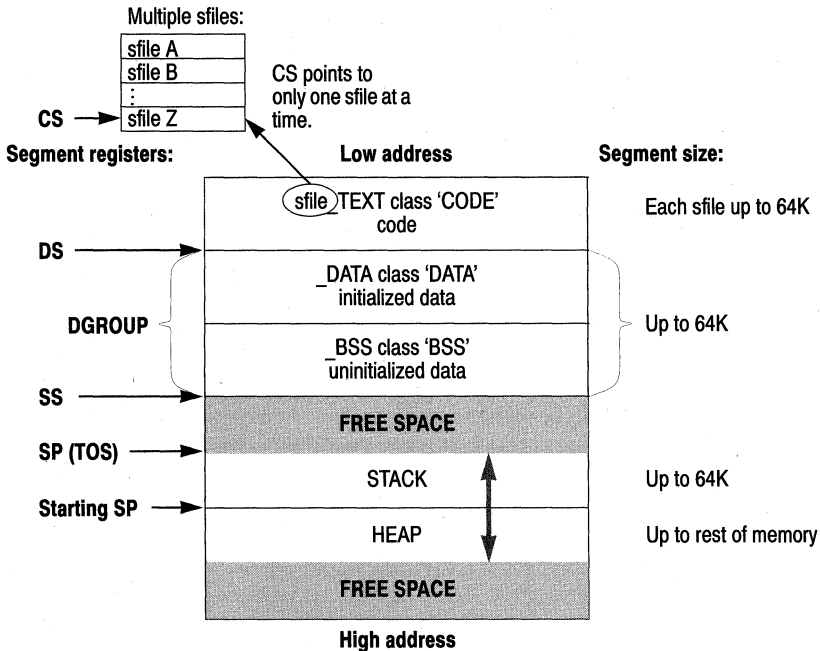 Multiple sfiles:
sfile A
sfile B
⋮
sfile Z
CS points to
only one sfile at a
time.
CS
Segment registers:
Low address
Segment size:
sfile_TEXT class ‘CODE’
code
Each sfile up to 64K
DS
_DATA class ‘DATA’
initialized data
DGROUP
Up to 64K
_BSS class ‘BSS’
uninitialized data
SS
FREE SPACE
SP (TOS)
STACK
Up to 64K
Starting SP
HEAP
Up to rest of memory
FREE SPACE
High address